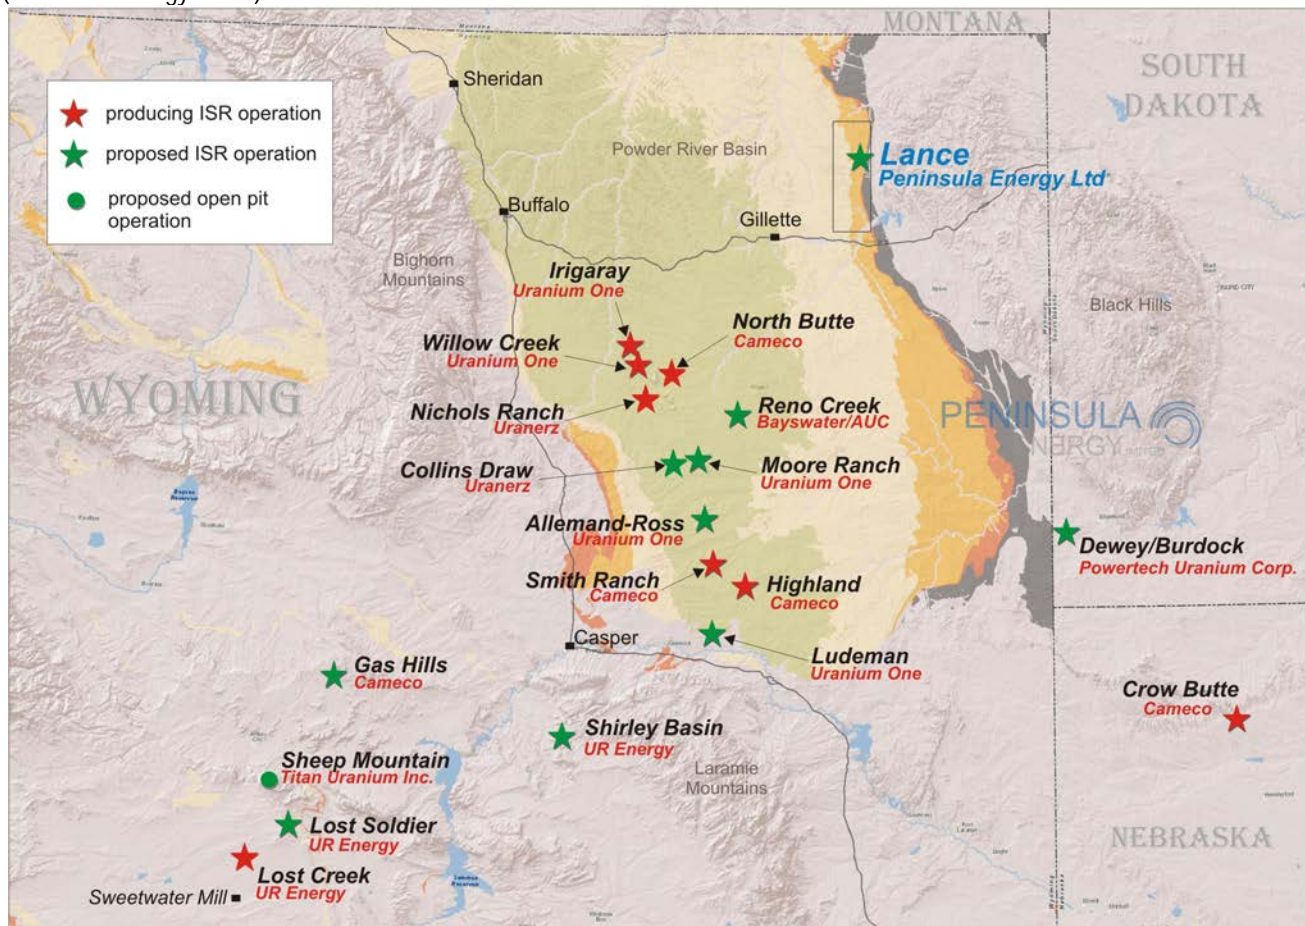 MONTANA
SOUTH
DAKOTA
Sheridan
producing ISR operation
proposed ISR operation
proposed open pit
operation
Powder River Basin
Lance
Peninsula Energy Ltd
Buffalo
Gillette
Bighorn
Mountains
Irigaray
Uranium One
Black Hills
North Butte
Cameco
Willow Creek
Uranium One
WYOMING
Nichols Ranch
Uranerz
Reno Creek
Bayswater/AUC
PENINSULA
Collins Draw
Uranerz
Moore Ranch
Uranium One
Allemand-Ross
Uranium One
Dewey/Burdock
Powertech Uranium Corp.
Smith Ranch
Cameco
Highland
Cameco
Casper
Ludeman
Uranium One
Gas Hills
Cameco
Crow Butte
Cameco
Shirley Basin
UR Energy
Sheep Mountain
Titan Uranium Inc.
Laramie
Mountains
Lost Soldier
UR Energy
NEBRASKA
Lost Creek
UR Energy
Sweetwater Mill